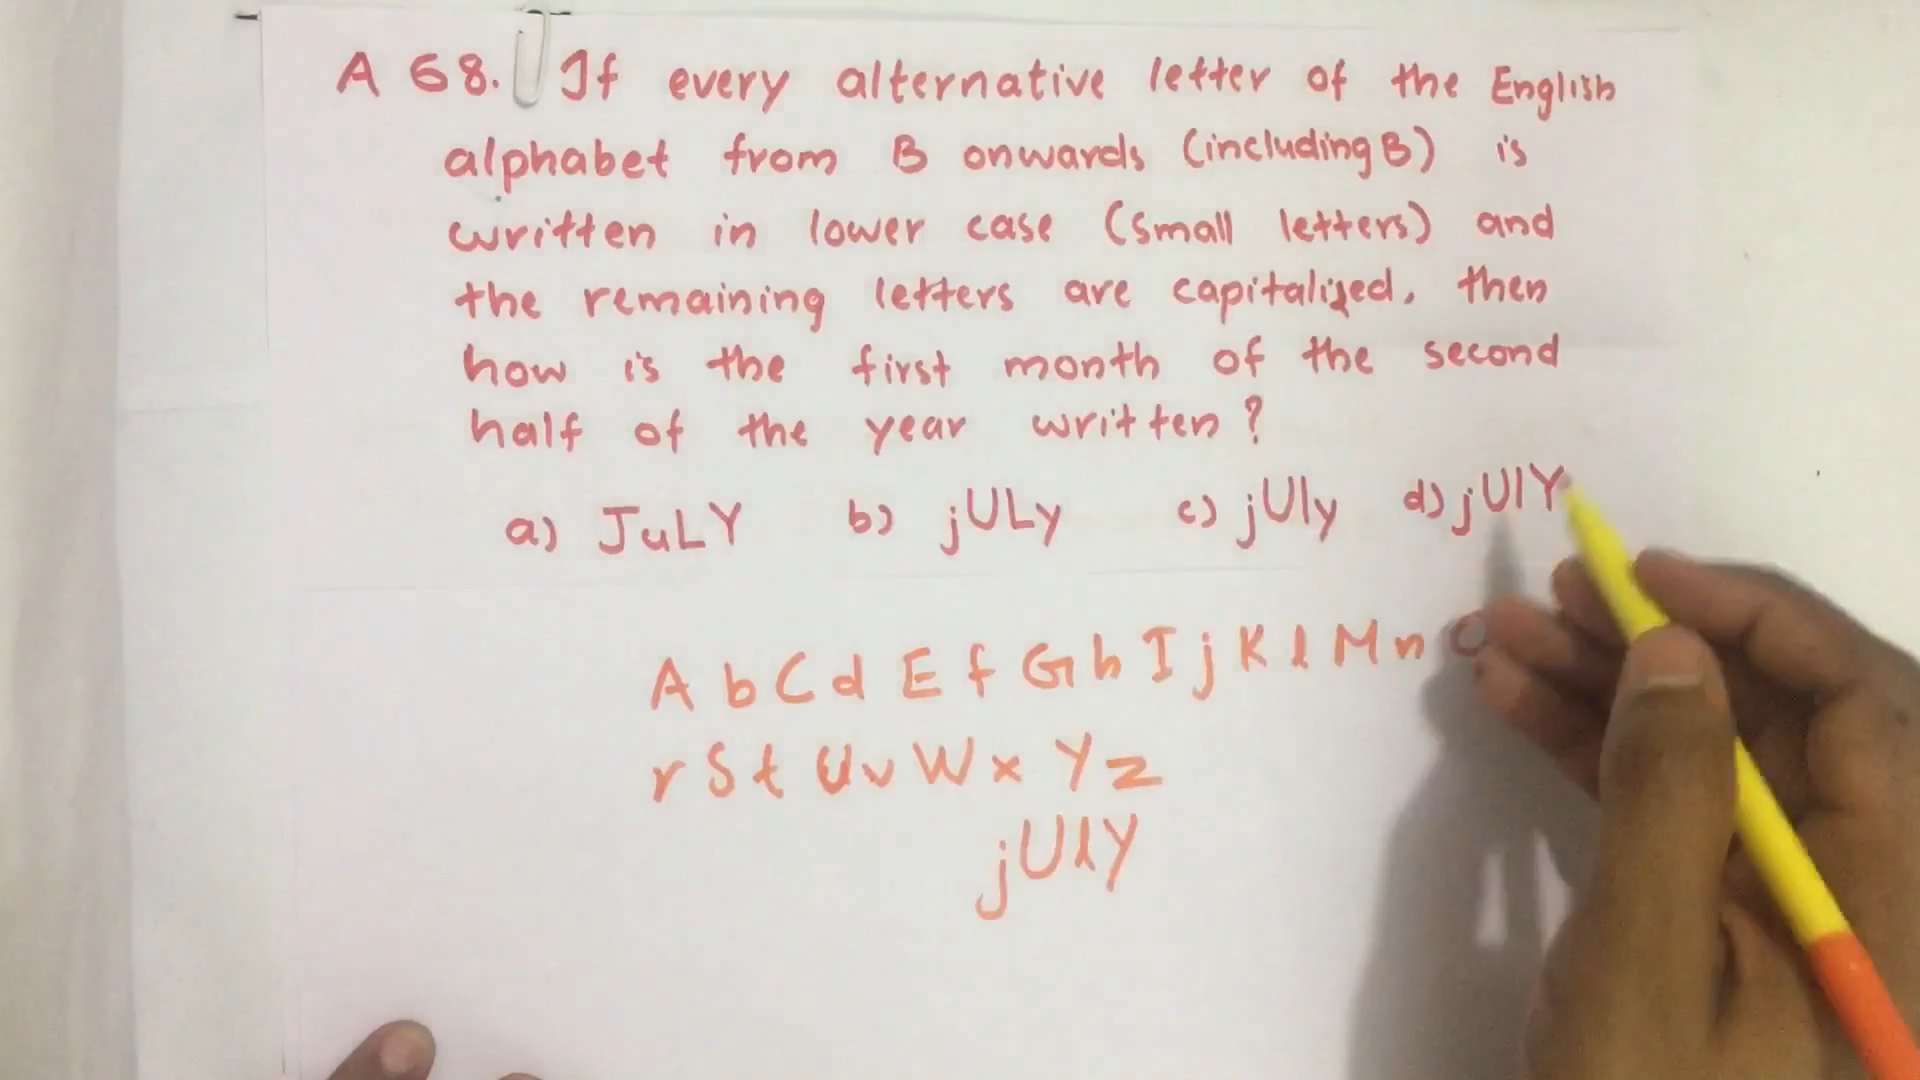 A 68. If every alternative letter of the English
alphabet from B onwards (including B) is
written in lower case (small letters) and
the remaining letters are capitalized, then
how is the first month of the second
half of the year written?
a) JuLY b) jULy c) jUly d) jUlY
A b C d E f G h I j K l M n O
r S t U v W x Y z
jUlY